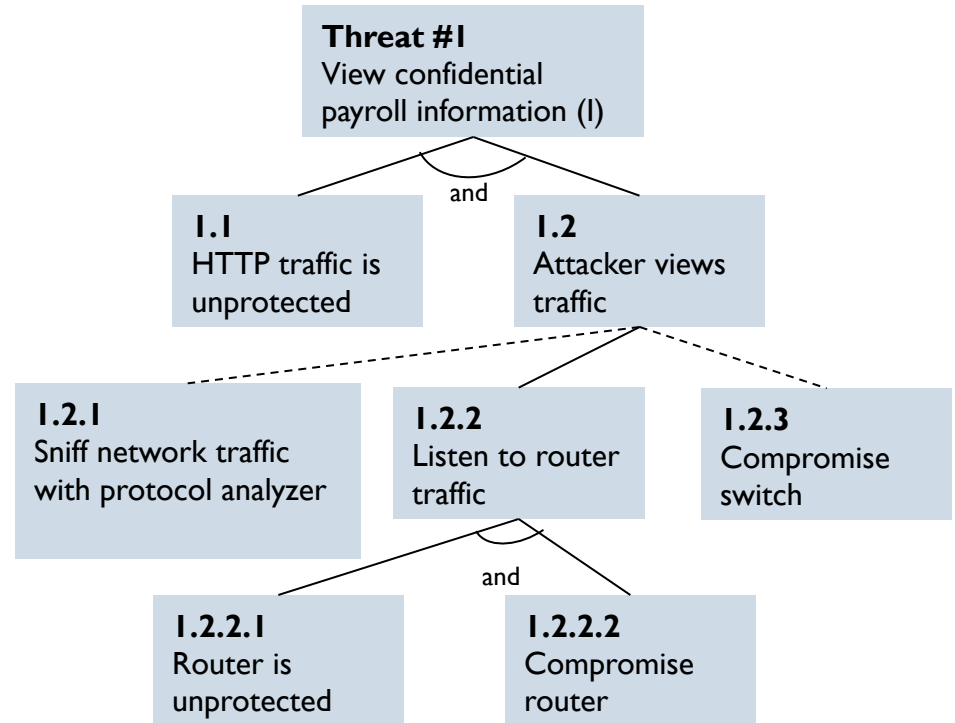 Threat #1
View confidential
payroll information (I)
and
1.1
HTTP traffic is
unprotected
1.2
Attacker views
traffic
1.2.1
Sniff network traffic
with protocol analyzer
1.2.2
Listen to router
traffic
1.2.3
Compromise
switch
and
1.2.2.1
Router is
unprotected
1.2.2.2
Compromise
router